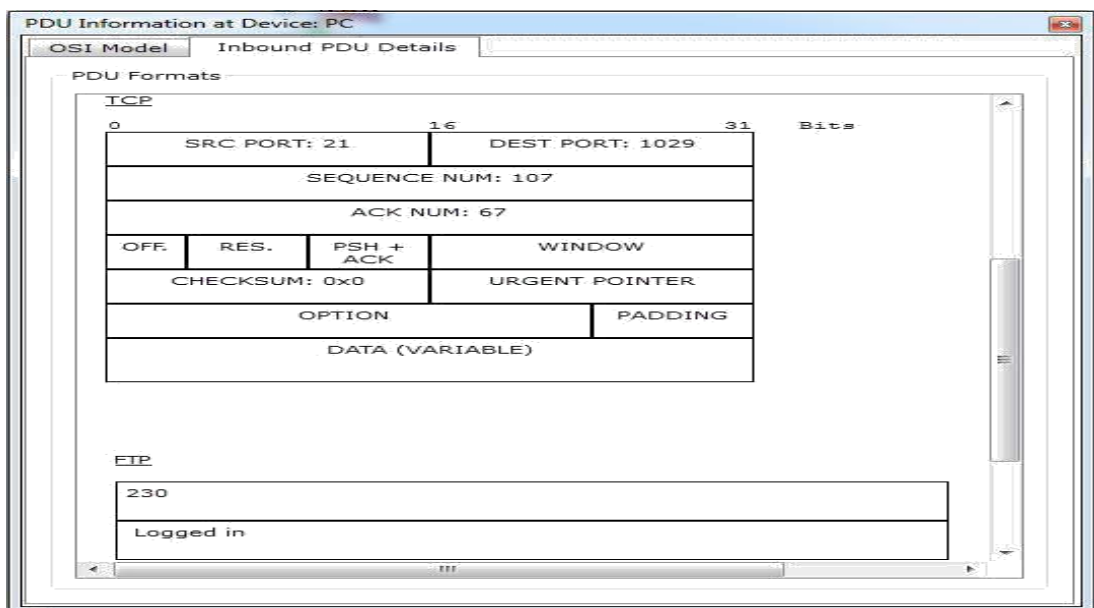 PDU Information at Device: PC
OSI Model Inbound PDU Details
PDU Formats
TCP
0 16 31 Bits
SRC PORT: 21 DEST PORT: 1029
SEQUENCE NUM: 107
ACK NUM: 67
OFF. RES. PSH + ACK WINDOW
CHECKSUM: 0x0 URGENT POINTER
OPTION PADDING
DATA (VARIABLE)
FTP
230
Logged in